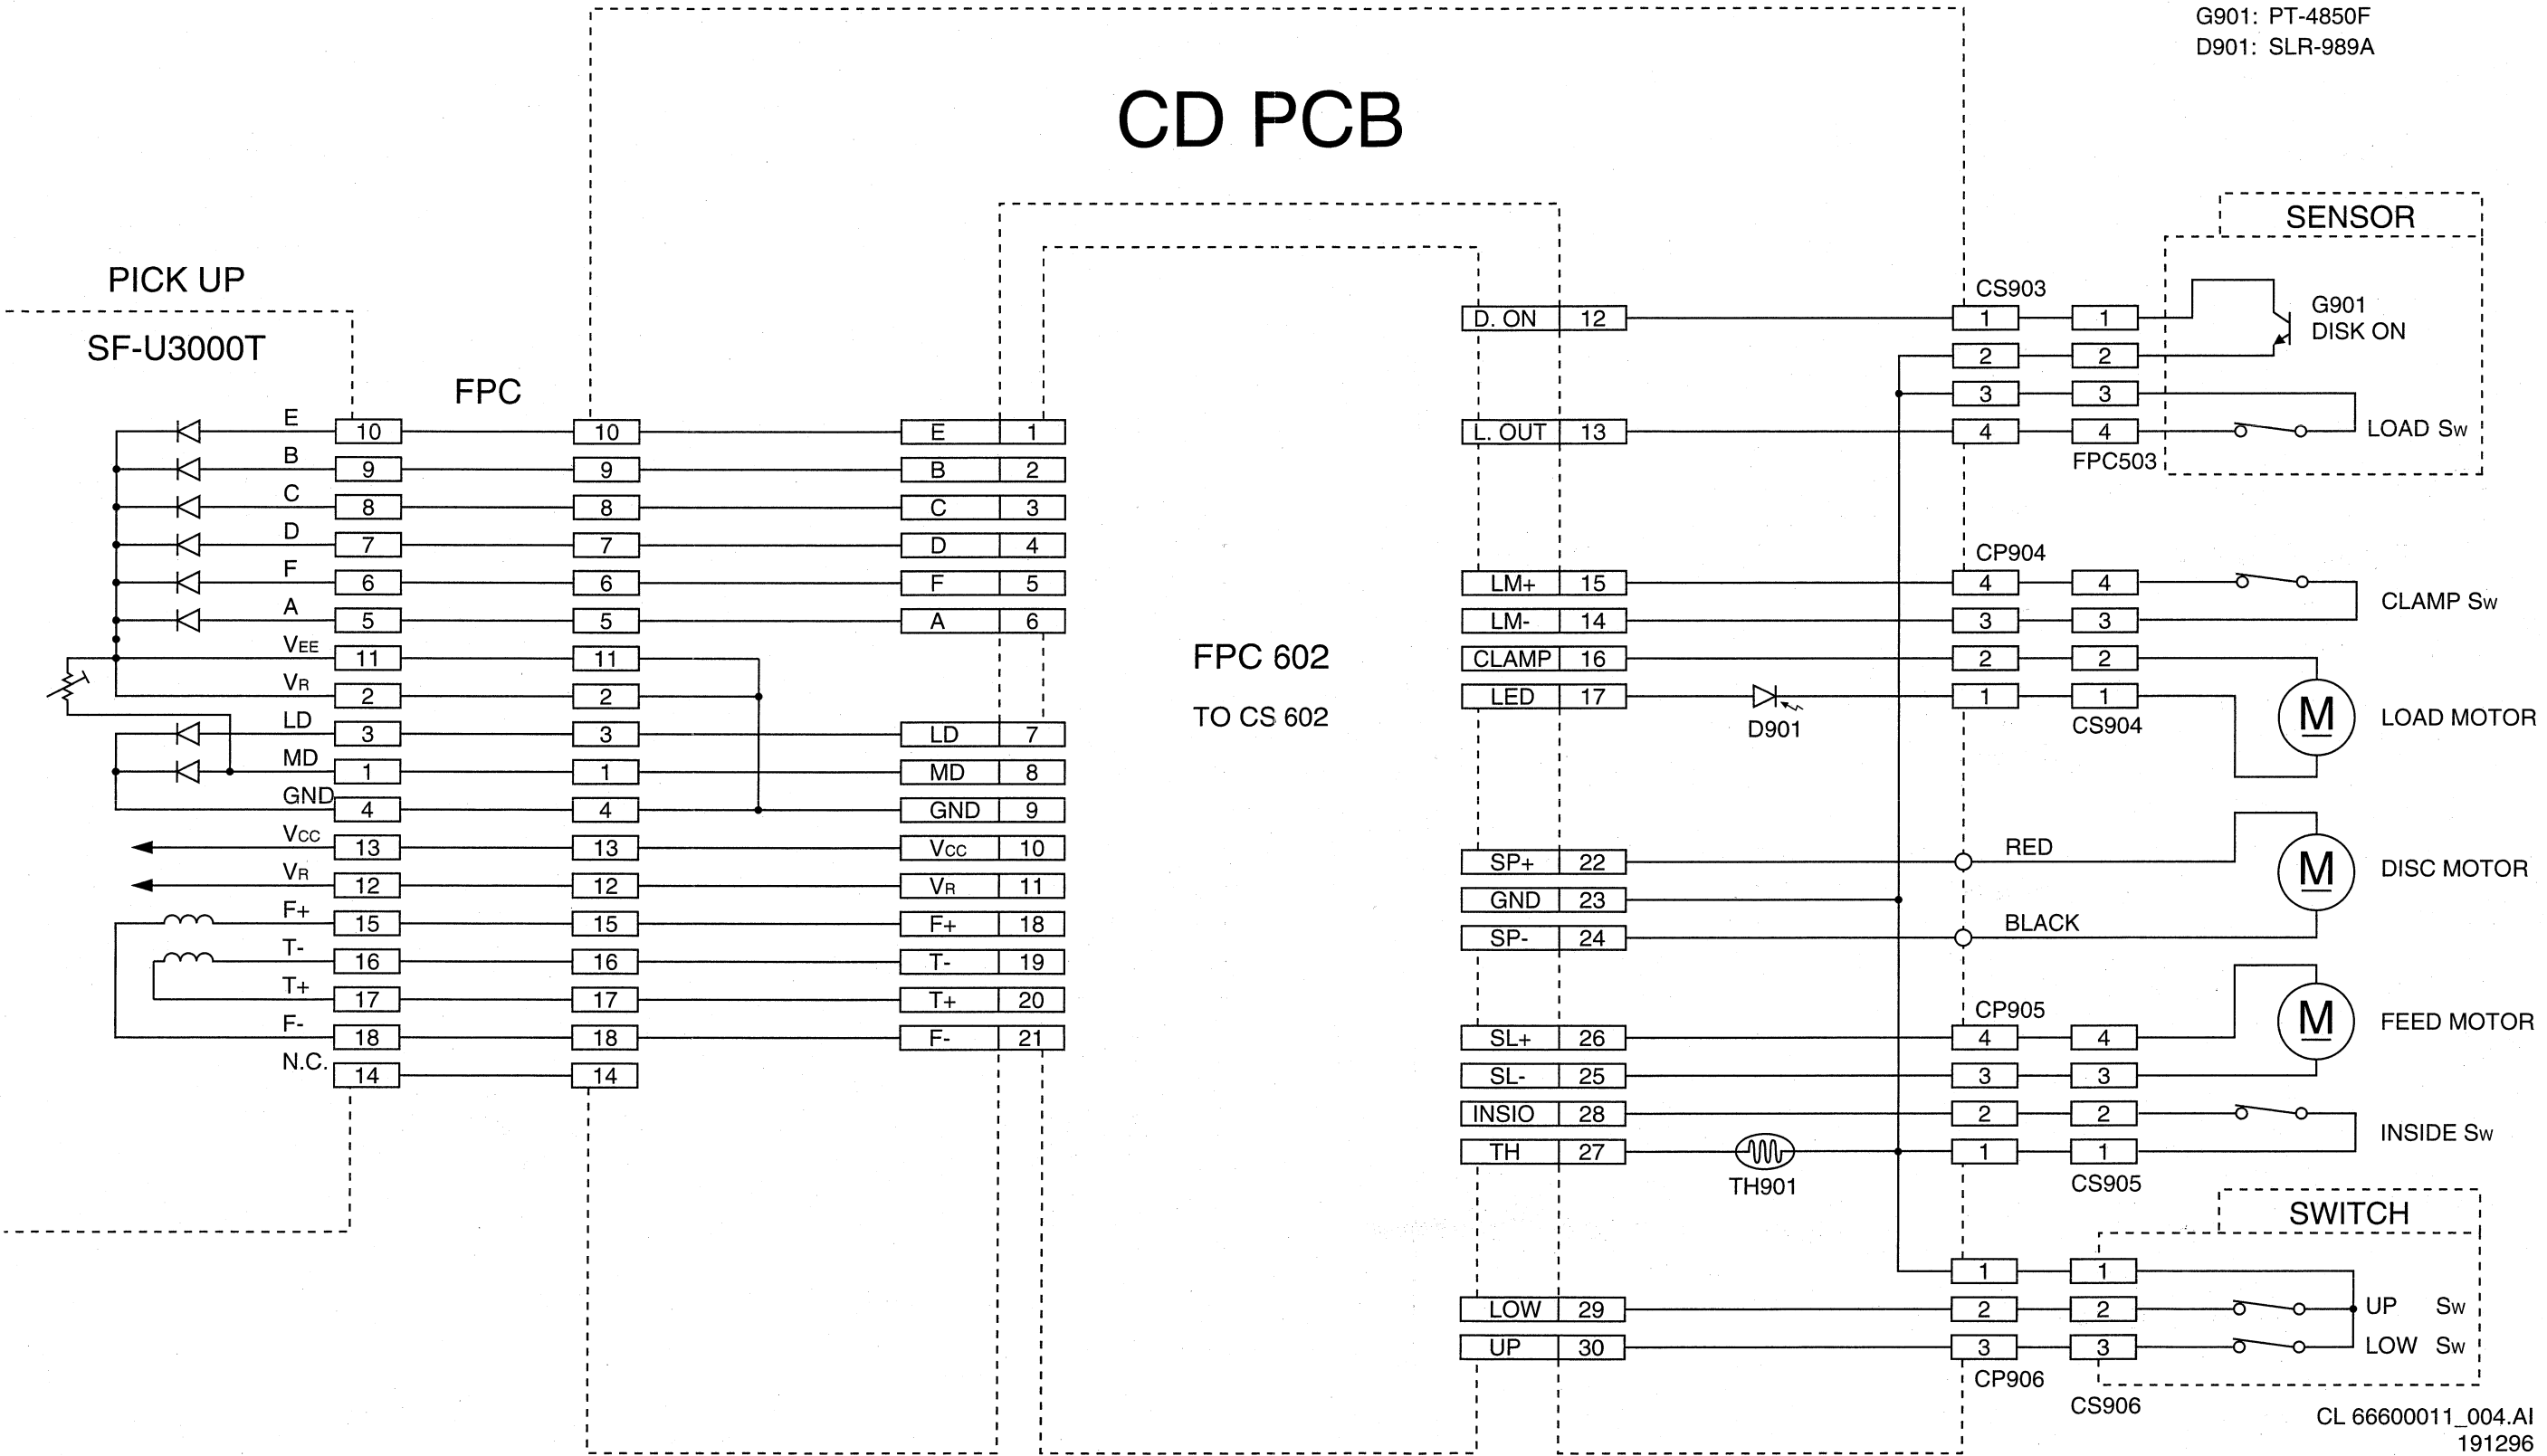 G901: PT-4850F
D901: SLR-989A
CD PCB
SENSOR
PICK UP
SF-U3000T
FPC
CS903
G901
DISK ON
D. ON 12 1 1
2 2
3 3
L. OUT 13 4 4 LOAD Sw
FPC503
E 10 10 E 1
B 9 9 B 2
C 8 8 C 3
D 7 7 D 4
F 6 6 F 5
A 5 5 A 6
VEE 11 11
VR 2 2
LD 3 3 LD 7
MD 1 1 MD 8
GND 4 4 GND 9
VCC 13 13 VCC 10
VR 12 12 VR 11
F+ 15 15 F+ 18
T- 16 16 T- 19
T+ 17 17 T+ 20
F- 18 18 F- 21
N.C. 14 14
FPC 602
TO CS 602
CP904
LM+ 15 4 4
CLAMP Sw
LM- 14 3 3
CLAMP 16 2 2
LED 17 1 1
M LOAD MOTOR
D901
CS904
SP+ 22 RED
M DISC MOTOR
GND 23
SP- 24 BLACK
CP905
M FEED MOTOR
SL+ 26 4 4
SL- 25 3 3
INSIO 28 2 2
INSIDE Sw
TH 27 1 1
TH901
CS905
SWITCH
1 1
LOW 29 2 2 UP Sw
UP 30 3 3 LOW Sw
CP906
CS906
CL 66600011_004.AI
191296